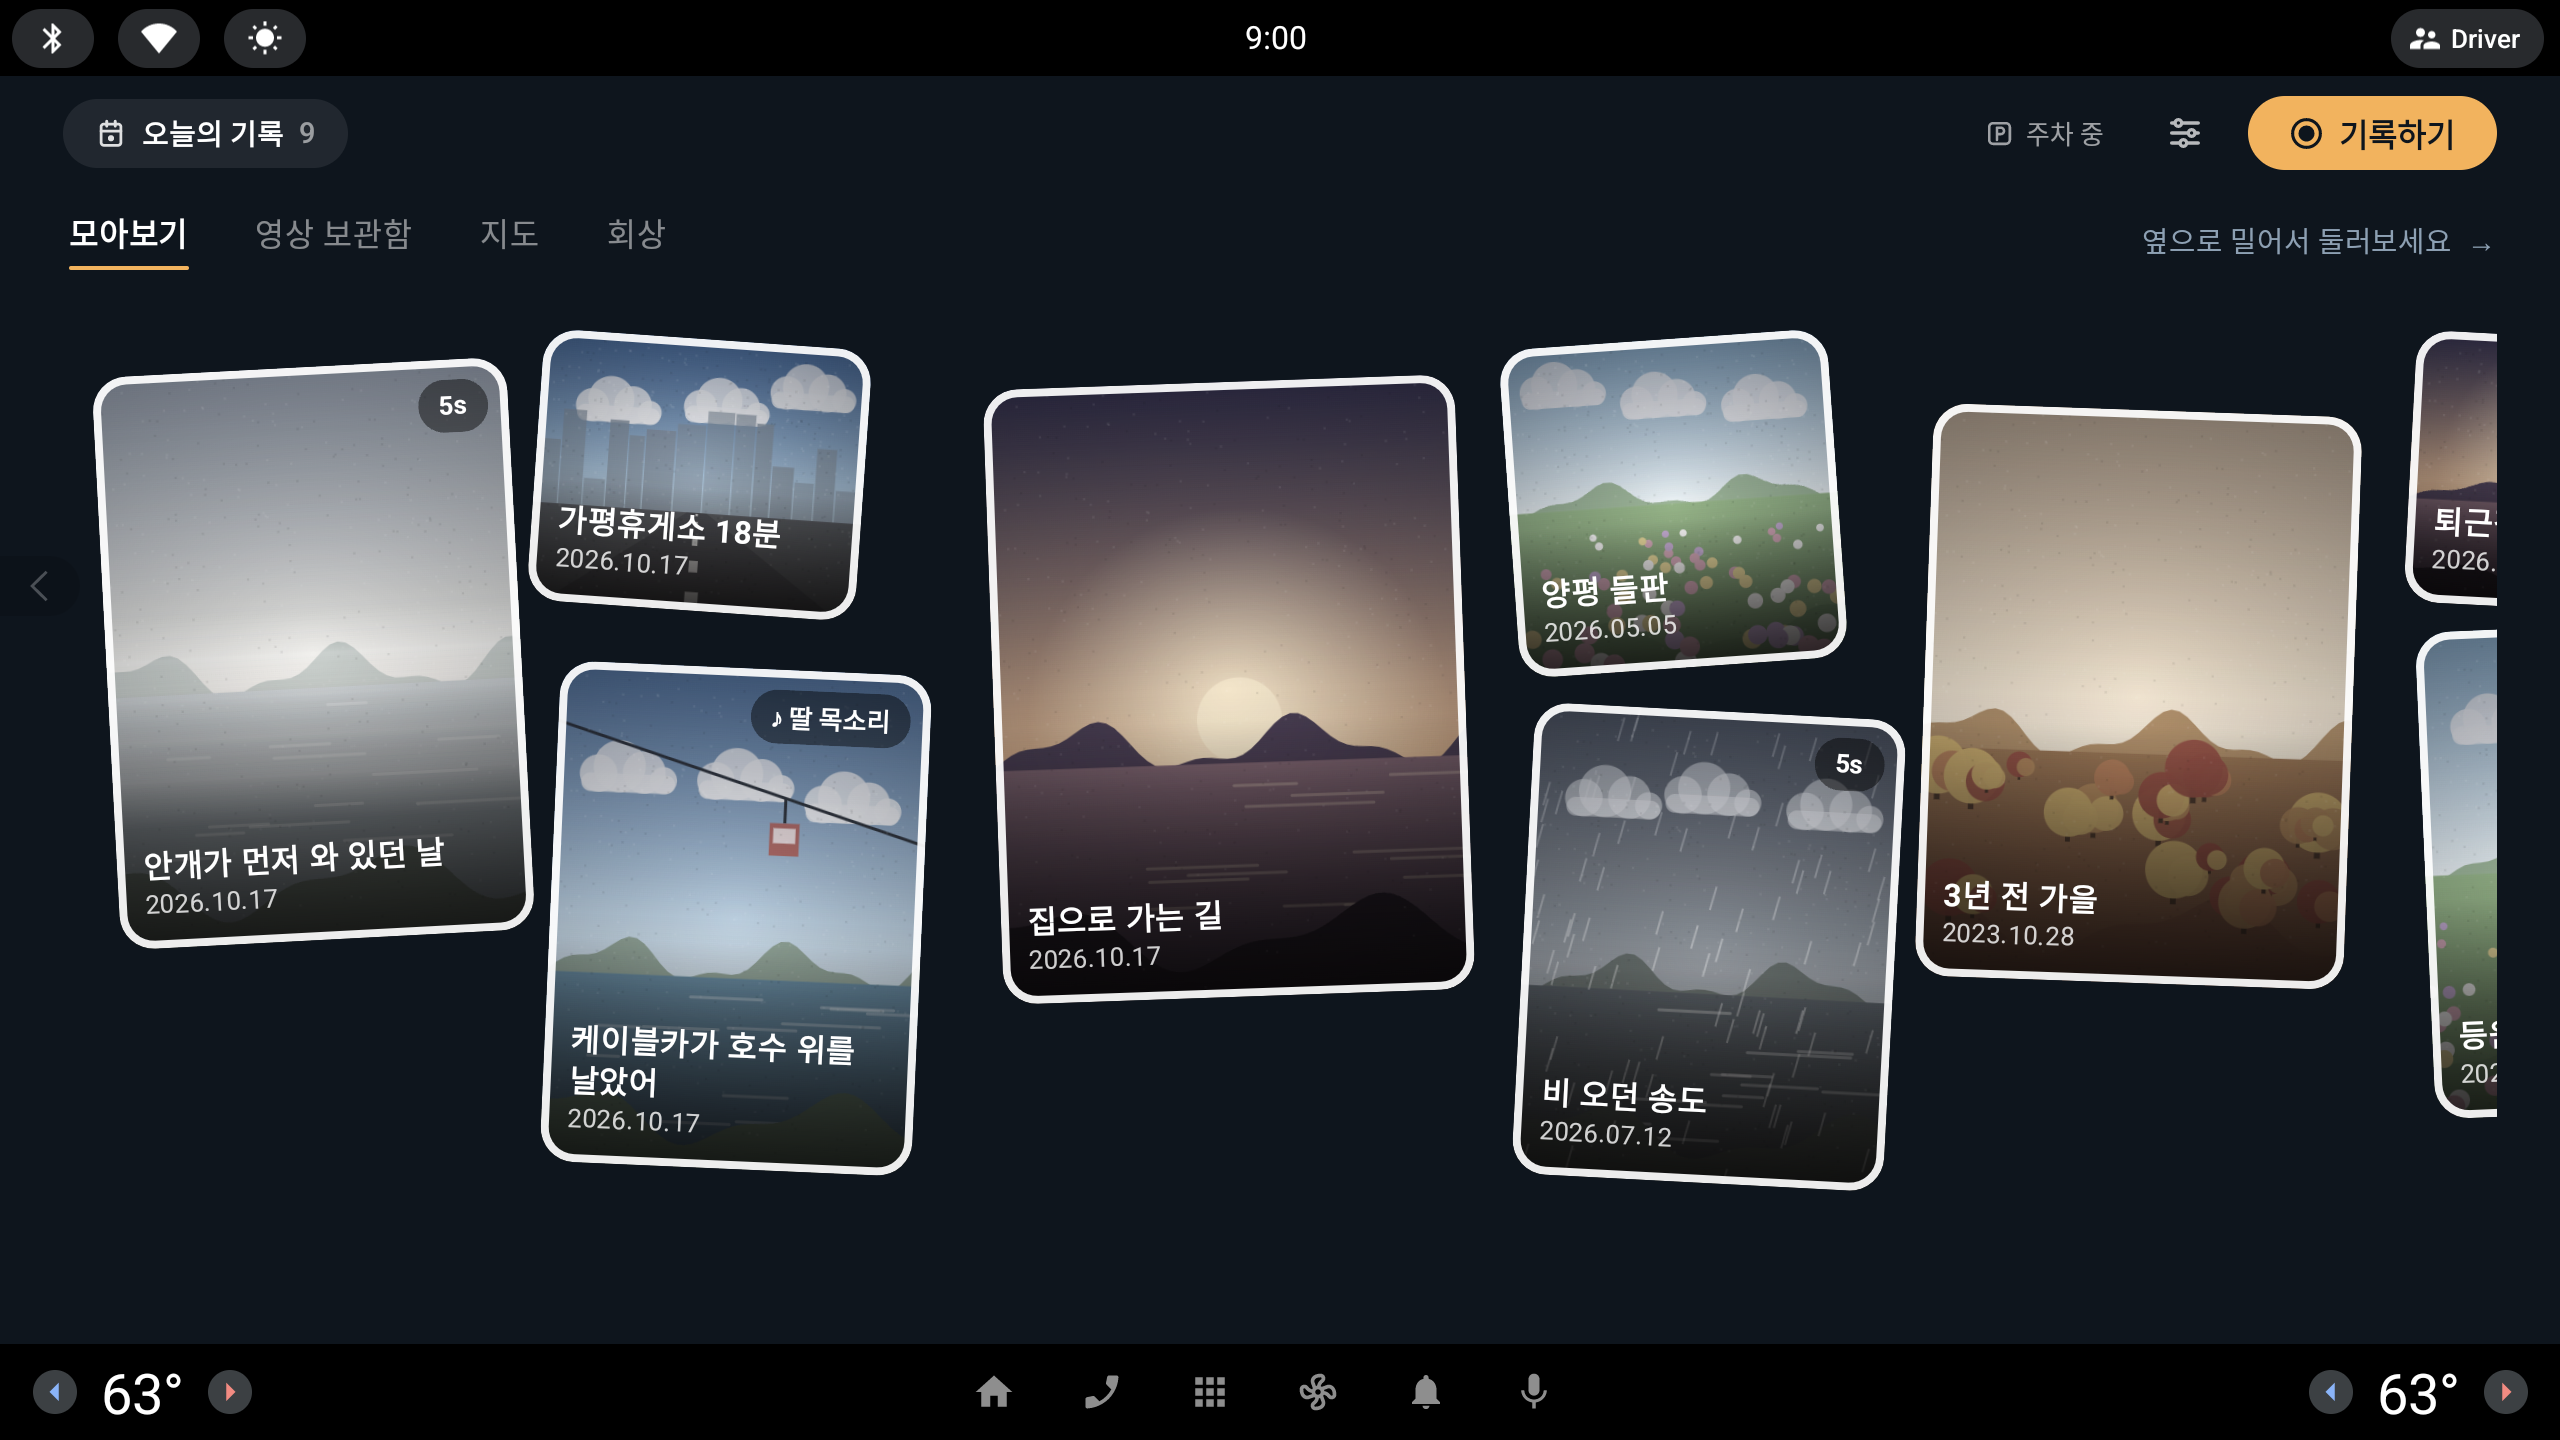 9:00
Driver
오늘의 기록 9
주차 중
기록하기
모아보기
영상 보관함
지도
회상
옆으로 밀어서 둘러보세요 →
5s
안개가 먼저 와 있던 날
2026.10.17
가평휴게소 18분
2026.10.17
♪ 딸 목소리
케이블카가 호수 위를
날았어
2026.10.17
집으로 가는 길
2026.10.17
양평 들판
2026.05.05
5s
비 오던 송도
2026.07.12
3년 전 가을
2023.10.28
퇴근
2026.
202
63°
63°